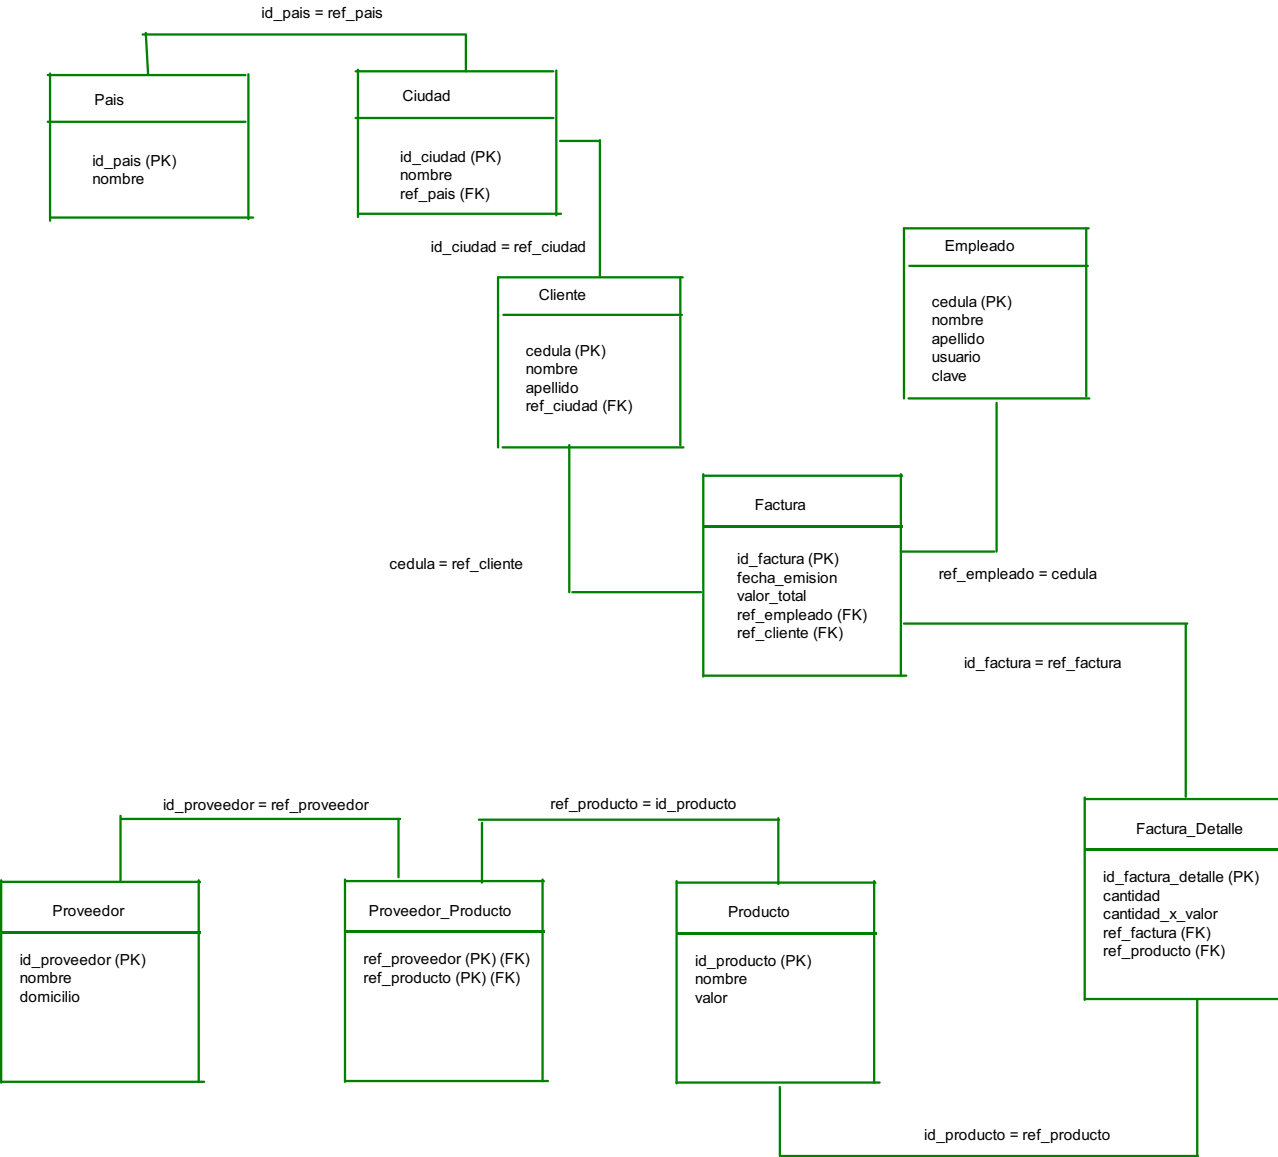 id_pais = ref_pais
Pais
id_pais (PK)
nombre
Ciudad
id_ciudad (PK)
nombre
ref_pais (FK)
id_ciudad = ref_ciudad
Cliente
cedula (PK)
nombre
apellido
ref_ciudad (FK)
Empleado
cedula (PK)
nombre
apellido
usuario
clave
cedula = ref_cliente
Factura
id_factura (PK)
fecha_emision
valor_total
ref_empleado (FK)
ref_cliente (FK)
ref_empleado = cedula
id_factura = ref_factura
id_proveedor = ref_proveedor
ref_producto = id_producto
Proveedor
id_proveedor (PK)
nombre
domicilio
Proveedor_Producto
ref_proveedor (PK) (FK)
ref_producto (PK) (FK)
Producto
id_producto (PK)
nombre
valor
Factura_Detalle
id_factura_detalle (PK)
cantidad
cantidad_x_valor
ref_factura (FK)
ref_producto (FK)
id_producto = ref_producto